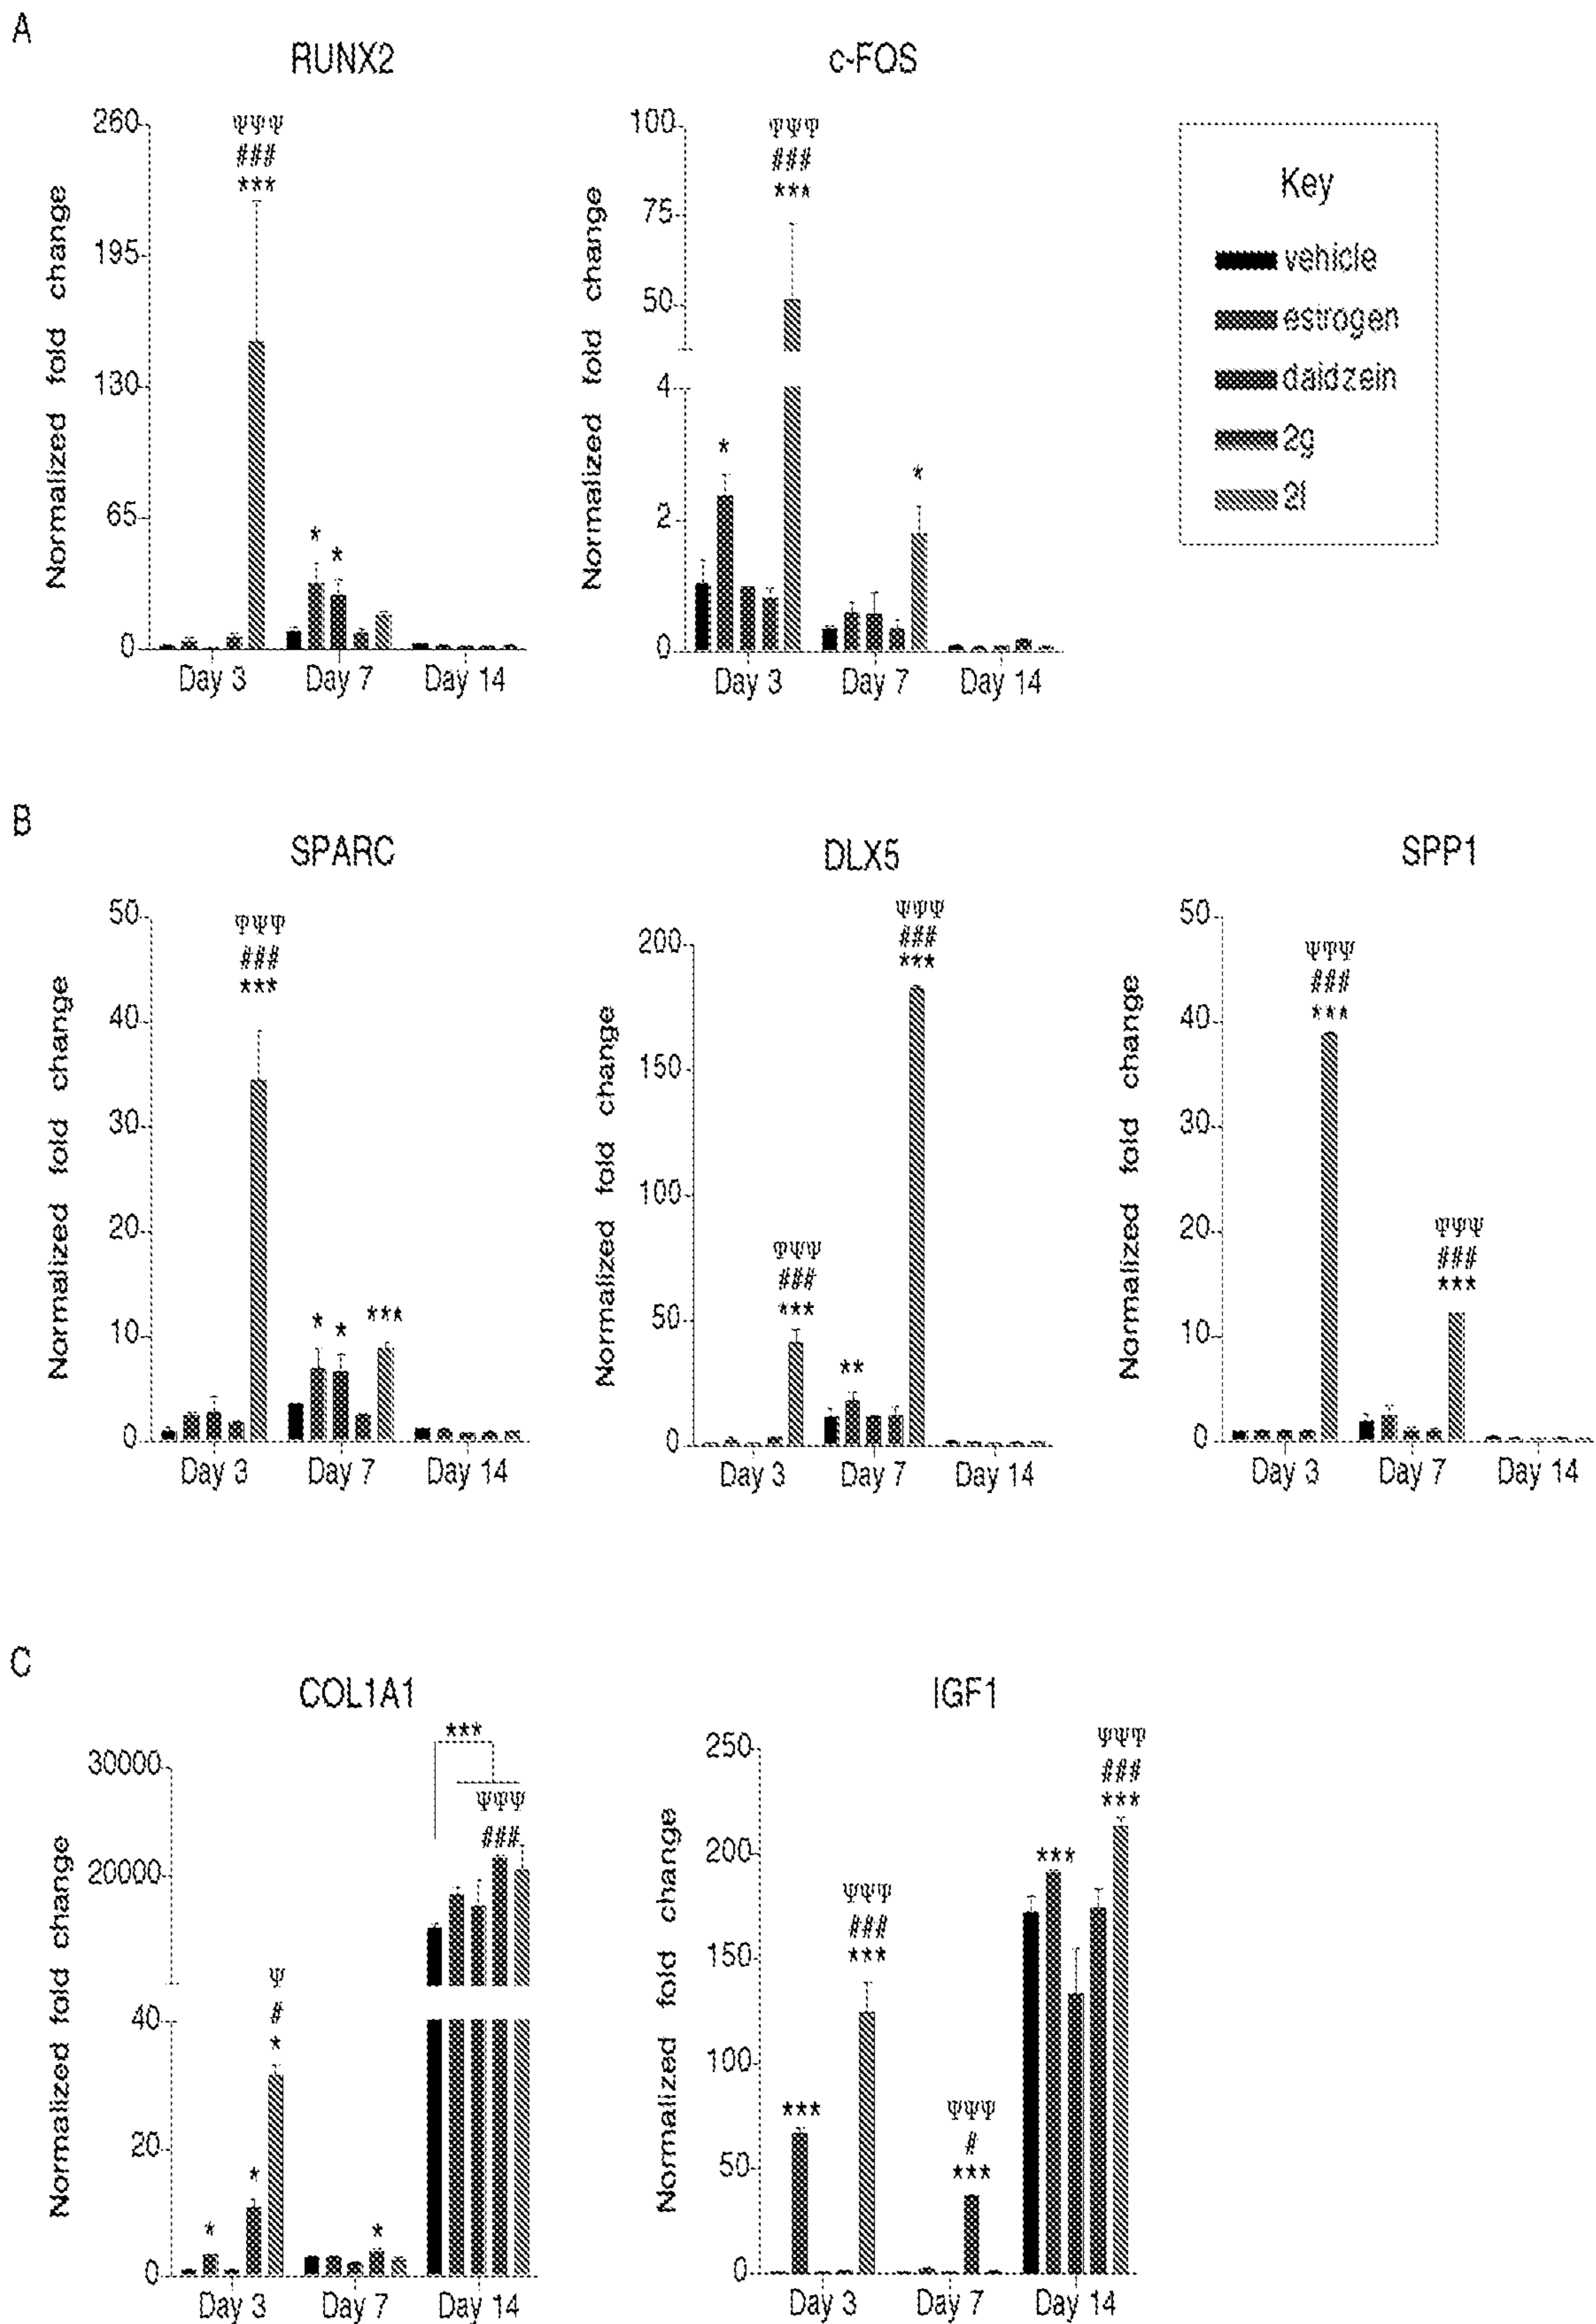 A
RUNX2
c-FOS
Normalized fold change
260
195
130
65
0
ΨΨΨ
###
***
*
*
Day 3
Day 7
Day 14
Normalized fold change
100
75
50
4
2
0
ΨΨΨ
###
***
*
*
Day 3
Day 7
Day 14
Key
vehicle
estrogen
daidzein
2g
2l
B
SPARC
DLX5
SPP1
Normalized fold change
50
40
30
20
10
0
ΨΨΨ
###
***
*
*
***
Day 3
Day 7
Day 14
Normalized fold change
200
150
100
50
0
ΨΨΨ
###
***
**
ΨΨΨ
###
***
Day 3
Day 7
Day 14
Normalized fold change
50
40
30
20
10
0
ΨΨΨ
###
***
ΨΨΨ
###
***
Day 3
Day 7
Day 14
C
COL1A1
IGF1
Normalized fold change
30000
20000
40
20
0
*
*
Ψ
#
*
*
***
ΨΨΨ
###
Day 3
Day 7
Day 14
Normalized fold change
250
200
150
100
50
0
***
ΨΨΨ
###
***
ΨΨΨ
#
***
***
ΨΨΨ
###
***
Day 3
Day 7
Day 14